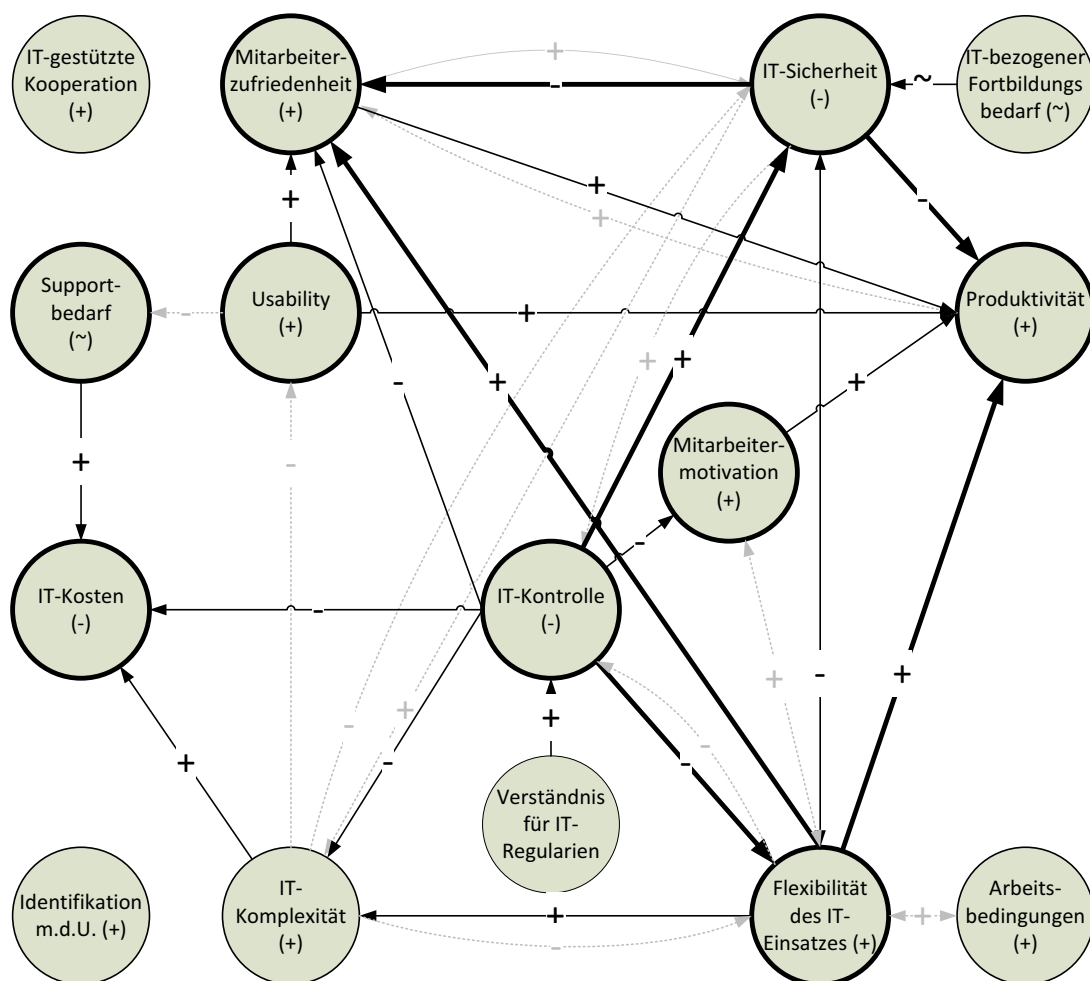 IT-gestützte
Kooperation
(+)
Mitarbeiter-
zufriedenheit
(+)
+
-
IT-Sicherheit
(-)
~
IT-bezogener
Fortbildungs
bedarf (~)
+
+
+
-
Support-
bedarf
(~)
-
Usability
(+)
+
Produktivität
(+)
-
+
+
+
+
Mitarbeiter-
motivation
(+)
+
-
-
IT-Kosten
(-)
-
IT-Kontrolle
(-)
+
-
+
+
-
+
-
-
-
-
+
Verständnis
für IT-
Regularien
Identifikation
m.d.U. (+)
IT-
Komplexität
(+)
+
-
Flexibilität
des IT-
Einsatzes (+)
+
Arbeits-
bedingungen
(+)